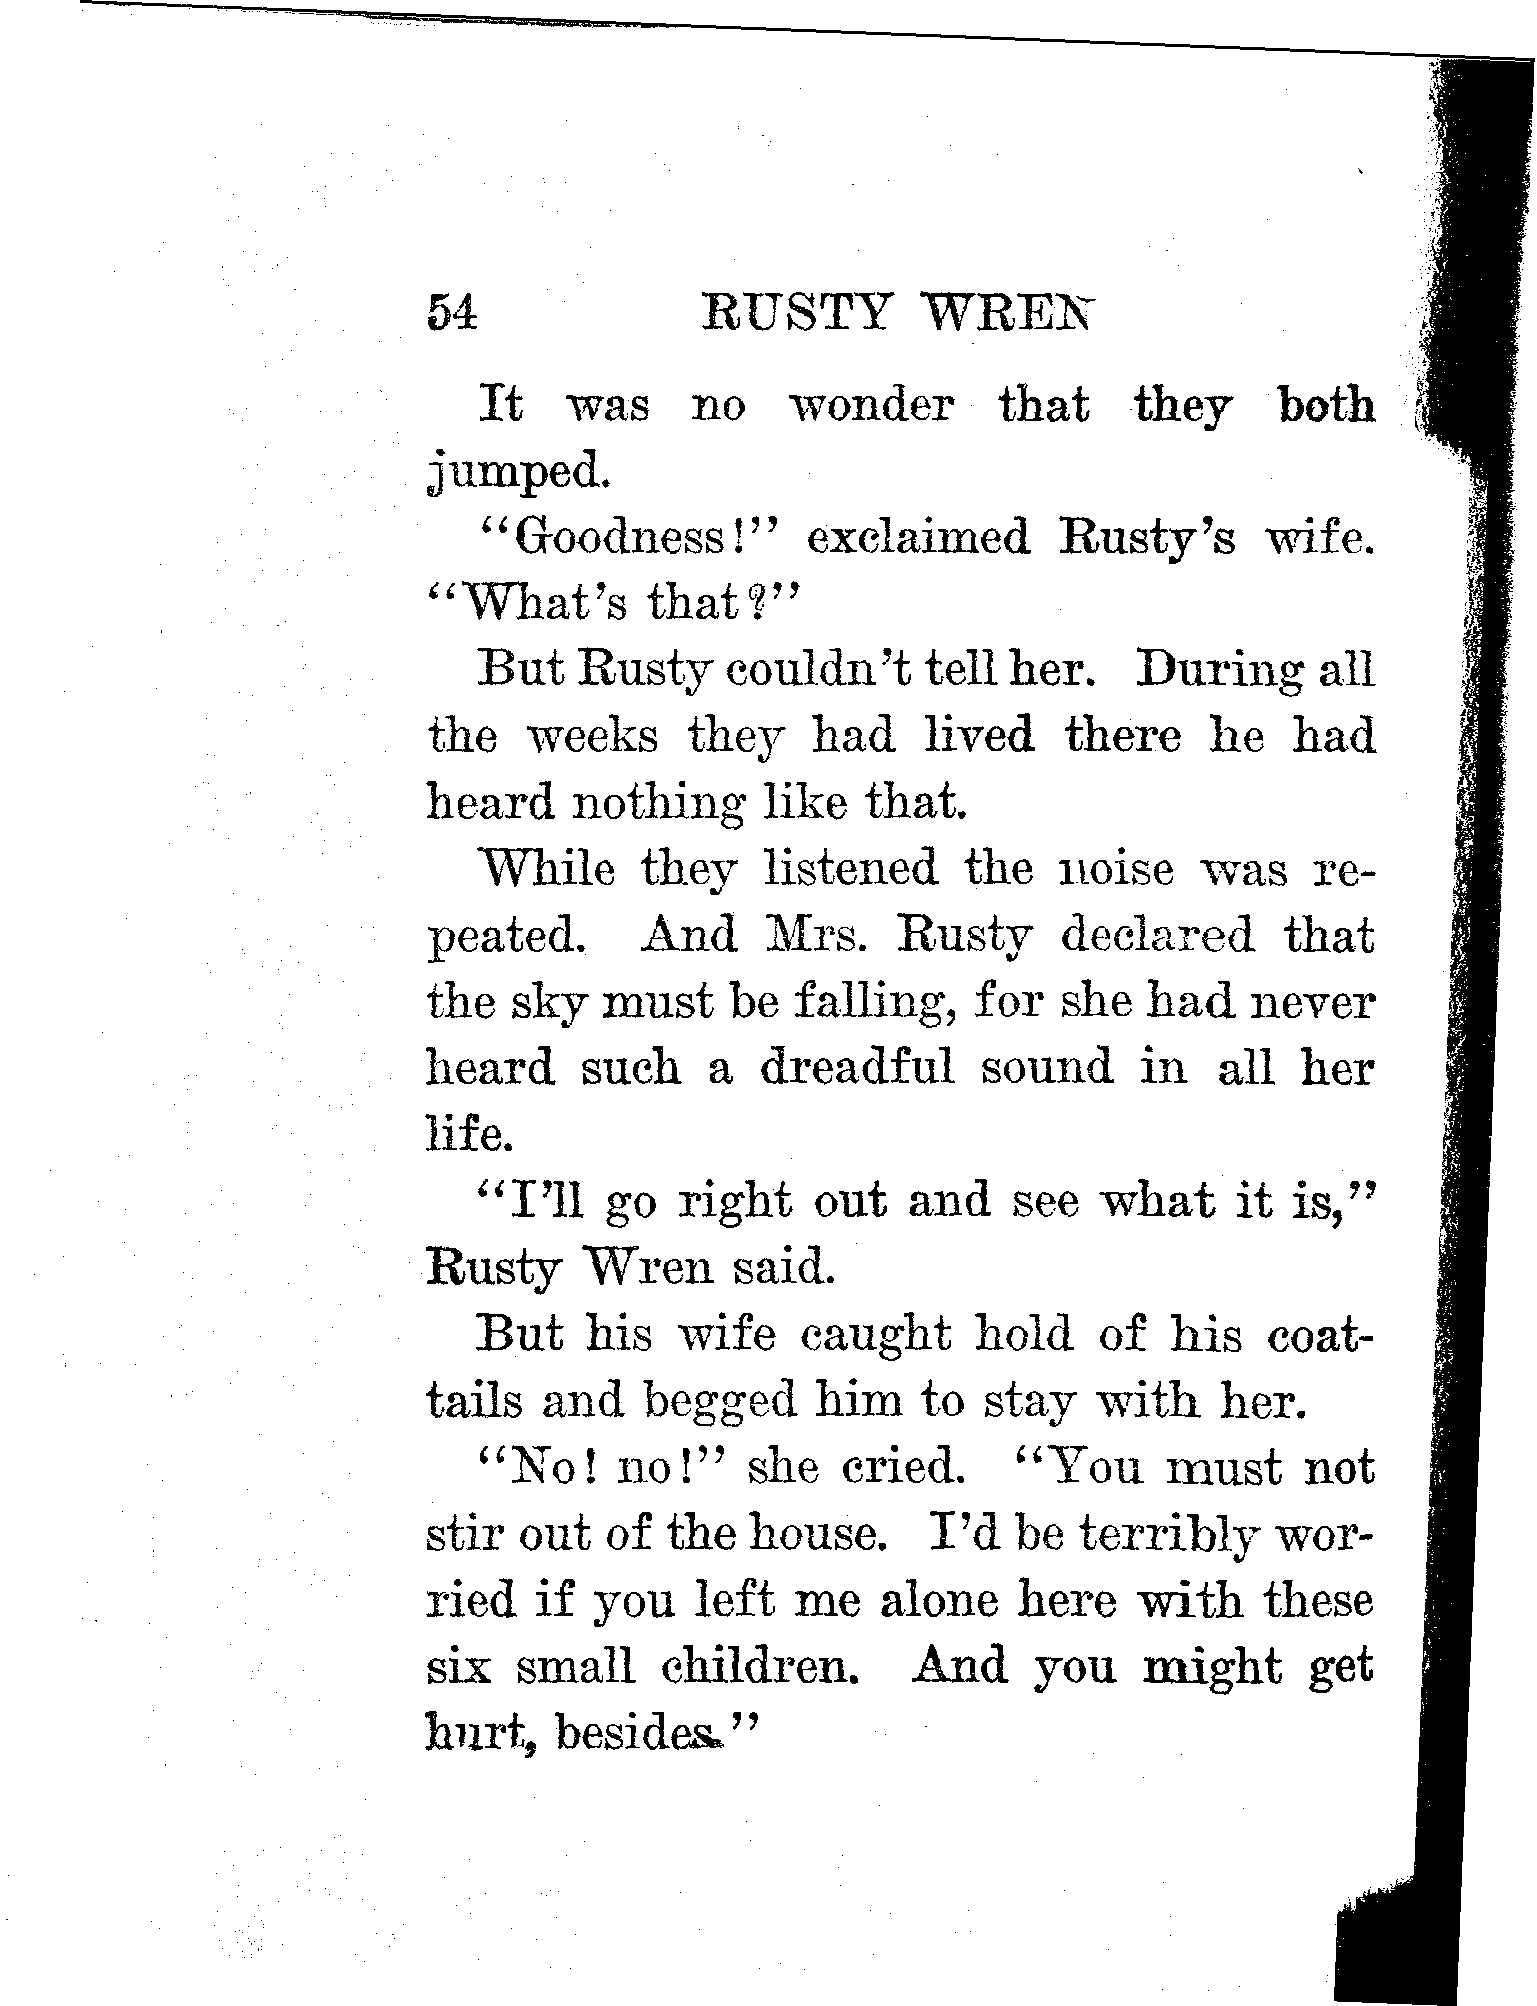 54 RUSTY WREN
It was no wonder that they both
jumped.
"Goodness!" exclaimed Rusty's wife.
"What's that?"
But Rusty couldn't tell her. During all
the weeks they had lived there he had
heard nothing like that.
While they listened the noise was re-
peated. And Mrs. Rusty declared that
the sky must be falling, for she had never
heard such a dreadful sound in all her
life.
"I'll go right out and see what it is,"
Rusty Wren said.
But his wife caught hold of his coat-
tails and begged him to stay with her.
"No! no!" she cried. "You must not
stir out of the house. I'd be terribly wor-
ried if you left me alone here with these
six small children. And you might get
hurt, besides."